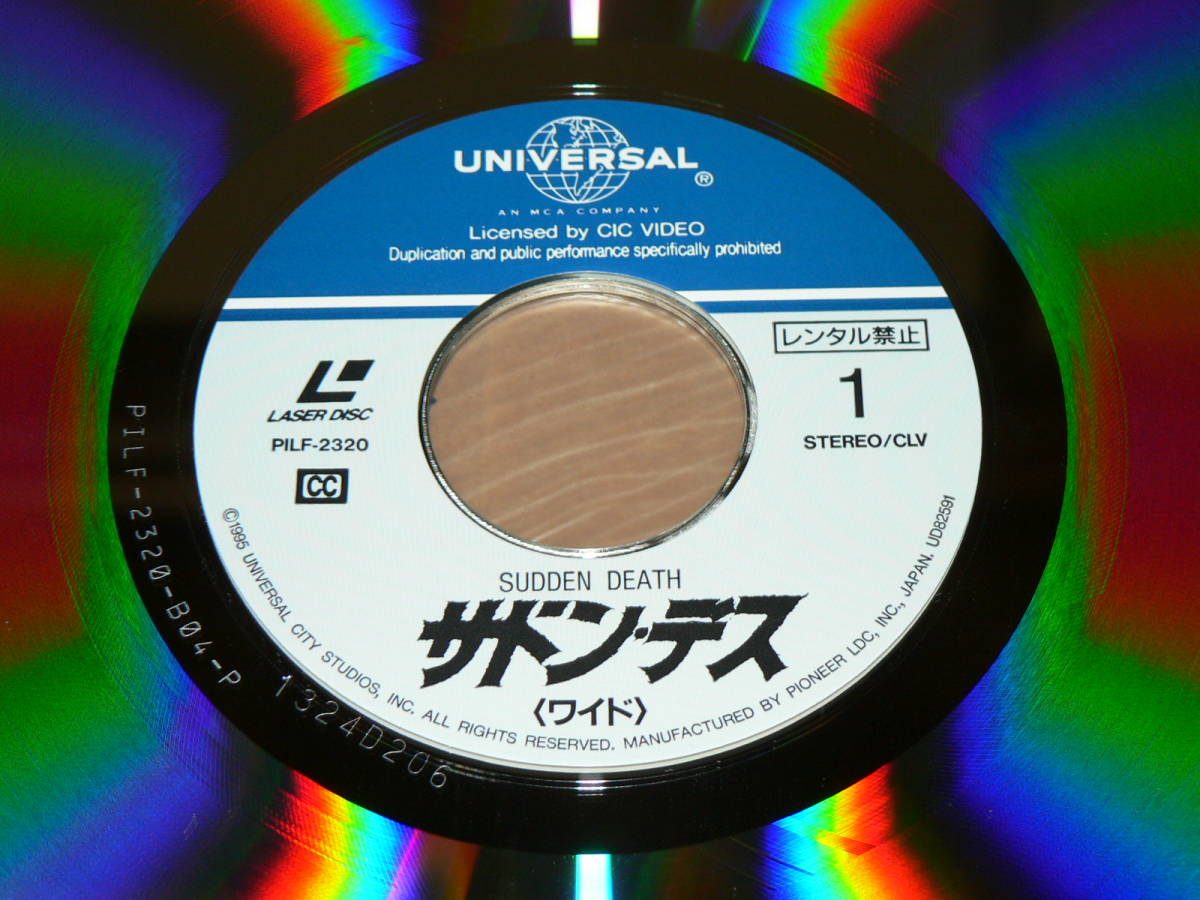 UNIVERSAL®
AN MCA COMPANY
Licensed by CIC VIDEO
Duplication and public performance specifically prohibited
レンタル禁止
LASER DISC
PILF-2320
CC
1
STEREO/CLV
SUDDEN DEATH
サドン・デス
〈ワイド〉
©1995 UNIVERSAL CITY STUDIOS, INC. ALL RIGHTS RESERVED. MANUFACTURED BY PIONEER LDC, INC., JAPAN. UD82591
PILF-2320-B04-P 1324D206